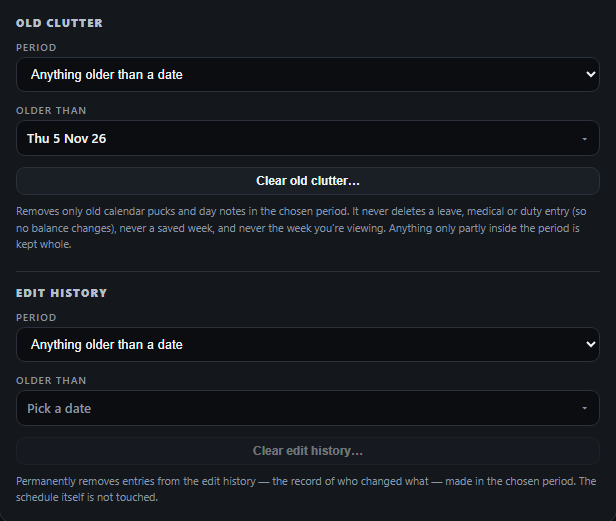 OLD CLUTTER
PERIOD
Anything older than a date
OLDER THAN
Thu 5 Nov 26
Clear old clutter...
Removes only old calendar pucks and day notes in the chosen period. It never deletes a leave, medical or duty entry (so
no balance changes), never a saved week, and never the week you're viewing. Anything only partly inside the period is
kept whole.
EDIT HISTORY
PERIOD
Anything older than a date
OLDER THAN
Pick a date
Clear edit history...
Permanently removes entries from the edit history — the record of who changed what — made in the chosen period. The
schedule itself is not touched.